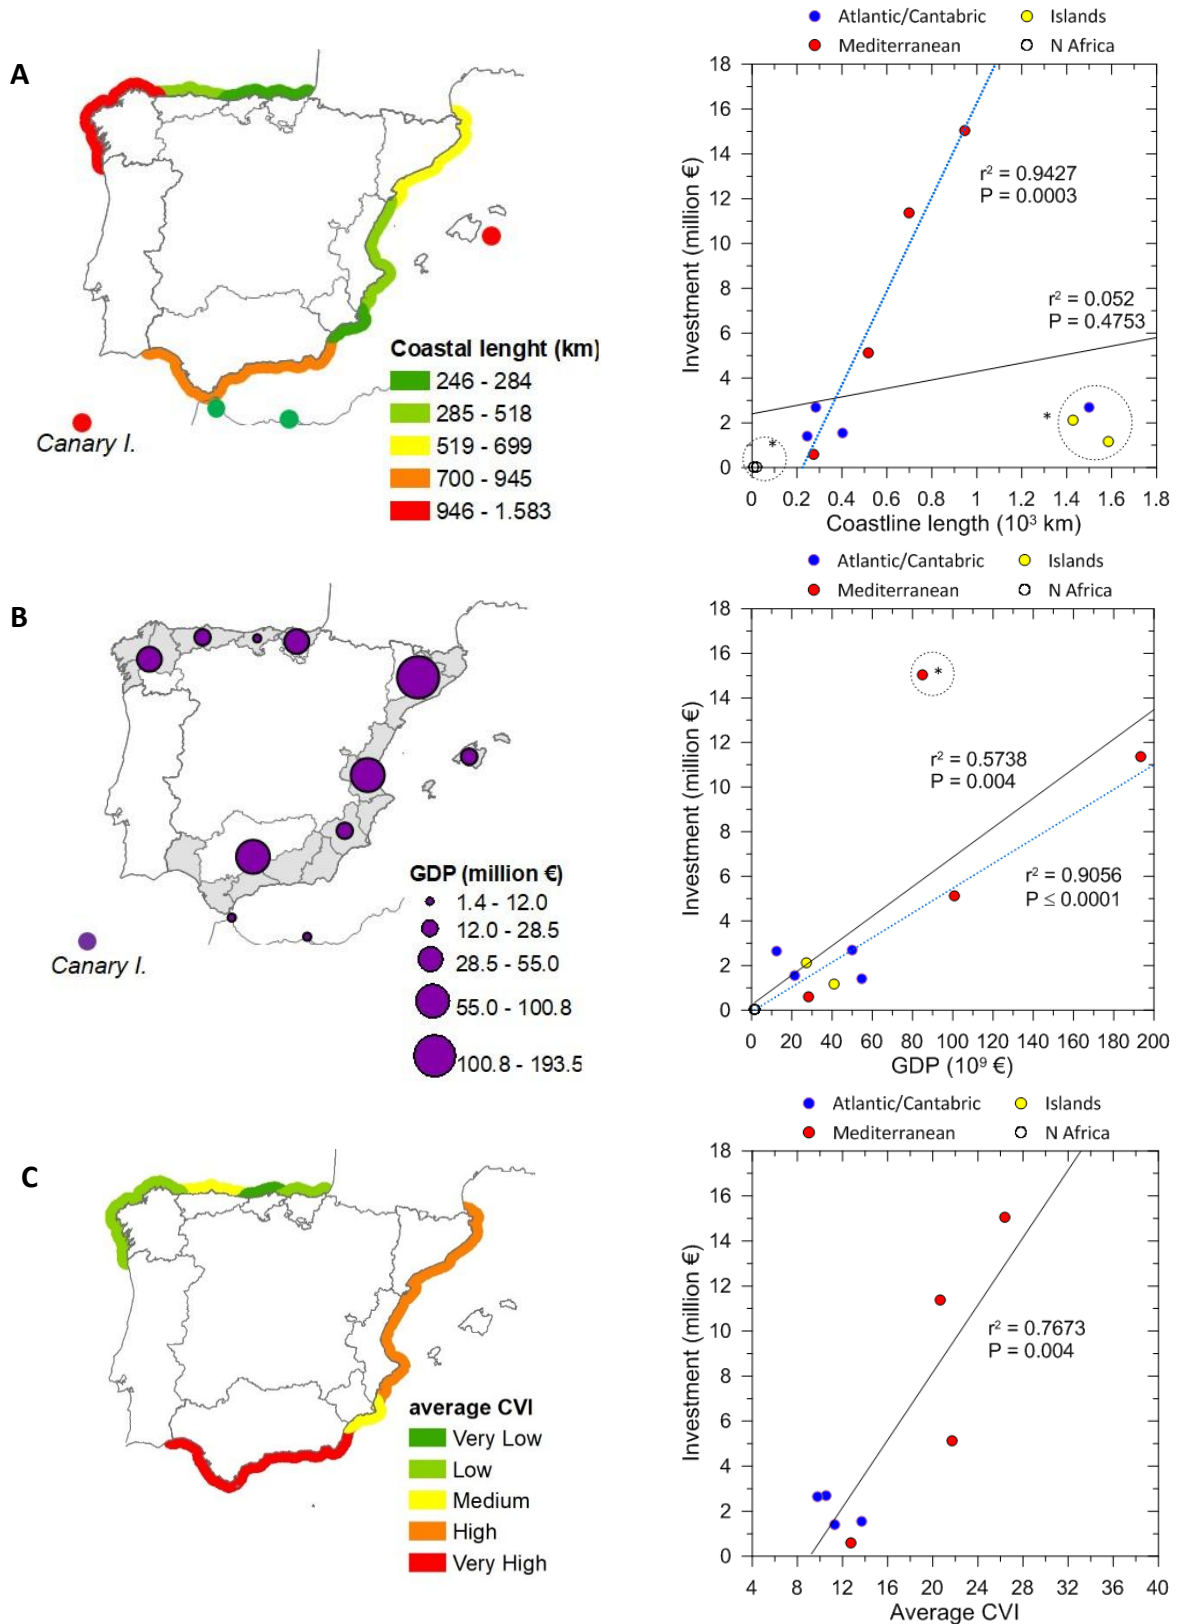 A
Canary I.
Coastal lenght (km)
246 - 284
285 - 518
519 - 699
700 - 945
946 - 1.583
Atlantic/Cantabric
Islands
Mediterranean
N Africa
Investment (million €)
18
16
14
12
10
8
6
4
2
0
r² = 0.9427
P = 0.0003
r² = 0.052
P = 0.4753
*
*
0 0.2 0.4 0.6 0.8 1 1.2 1.4 1.6 1.8
Coastline length (10³ km)
B
Canary I.
GDP (million €)
1.4 - 12.0
12.0 - 28.5
28.5 - 55.0
55.0 - 100.8
100.8 - 193.5
Atlantic/Cantabric
Islands
Mediterranean
N Africa
Investment (million €)
18
16
14
12
10
8
6
4
2
0
*
r² = 0.5738
P = 0.004
r² = 0.9056
P ≤ 0.0001
0 20 40 60 80 100 120 140 160 180 200
GDP (10⁹ €)
C
average CVI
Very Low
Low
Medium
High
Very High
Atlantic/Cantabric
Islands
Mediterranean
N Africa
Investment (million €)
18
16
14
12
10
8
6
4
2
0
r² = 0.7673
P = 0.004
4 8 12 16 20 24 28 32 36 40
Average CVI